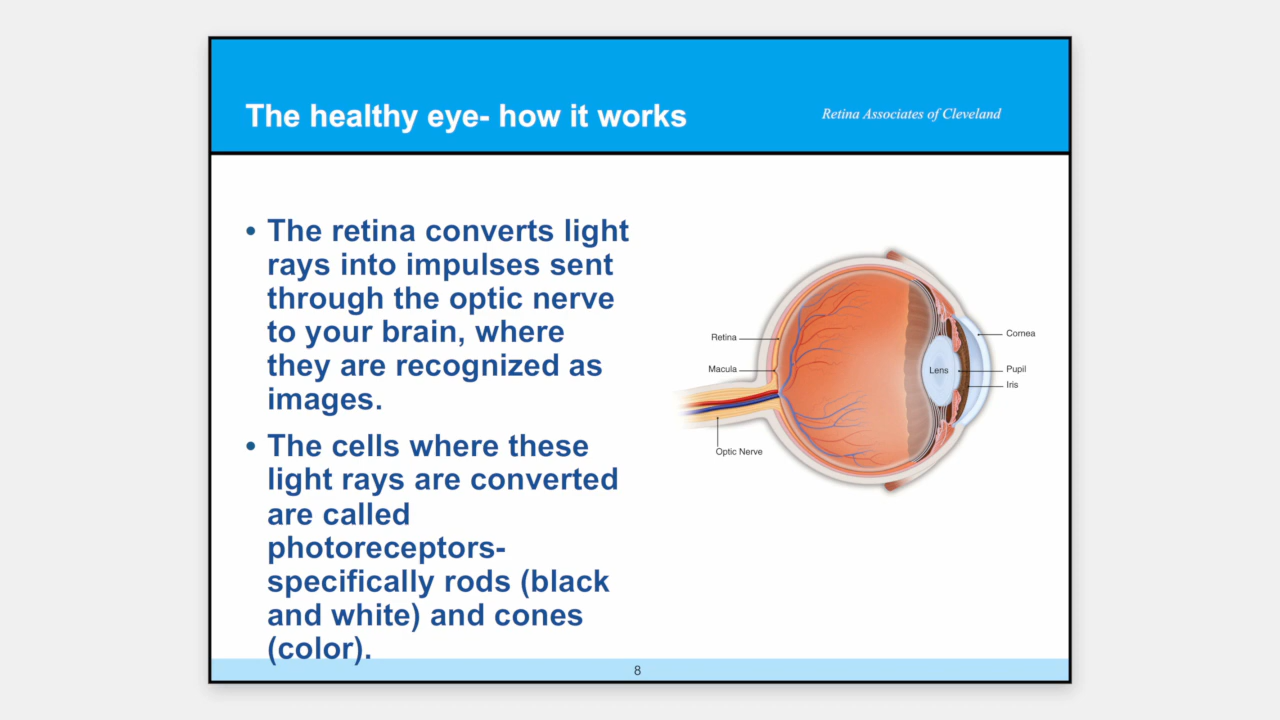 The healthy eye- how it works
Retina Associates of Cleveland
• The retina converts light
rays into impulses sent
through the optic nerve
to your brain, where
they are recognized as
images.
• The cells where these
light rays are converted
are called
photoreceptors-
specifically rods (black
and white) and cones
(color).
Retina
Macula
Optic Nerve
Lens
Cornea
Pupil
Iris
8